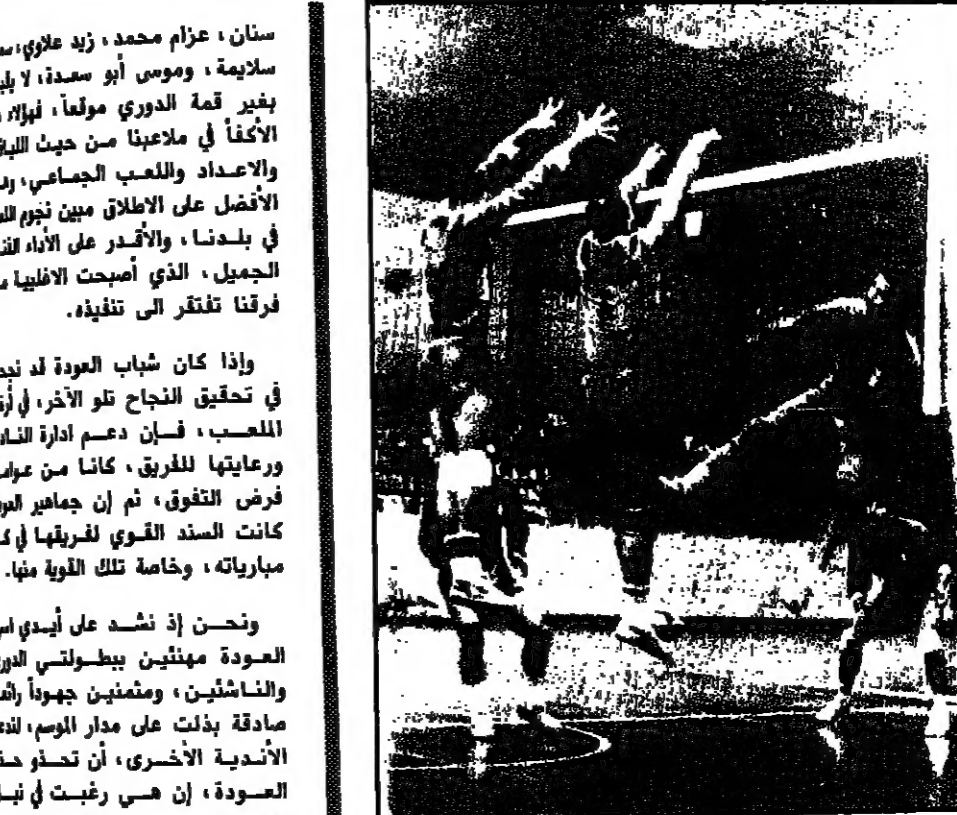 سنان ، عزام محمد ، زيد علاوي ،
سلايمة ، وموسى أبو سعدة ، لا
بغير قمة الدوري موقعاً ، فهؤلاء
الأكفأ في ملاعبنا من حيث
والاعداد واللعب الجماعي ،
الأفضل على الاطلاق مبين نجوم
في بلدنا ، والأقدر على الأداء
الجميل ، الذي أصبحت الاغلبية
فرقنا تفتقر الى تنفيذه .
وإذا كان شباب العودة قد
في تحقيق النجاح تلو الآخر ، في
الملعب ، فإن دعم ادارة
ورعايتها للفريق ، كانا من
فرض التفوق ، ثم إن جماهير
كانت السند القوي لفريقها في
مبارياته ، وخاصة تلك القوية منها .
ونحن إذ نشد على أيدي
العودة مهنئين ببطولتي
والناشئين ، ومثمنين جهوداً
صادقة بذلت على مدار الموسم ،
الأندية الأخرى ، أن تحذو
العودة ، إن هي رغبت في